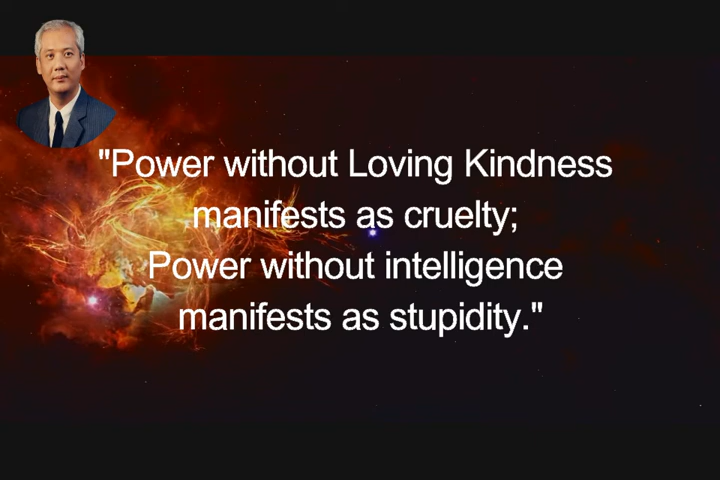 "Power without Loving Kindness
manifests as cruelty;
Power without intelligence
manifests as stupidity."